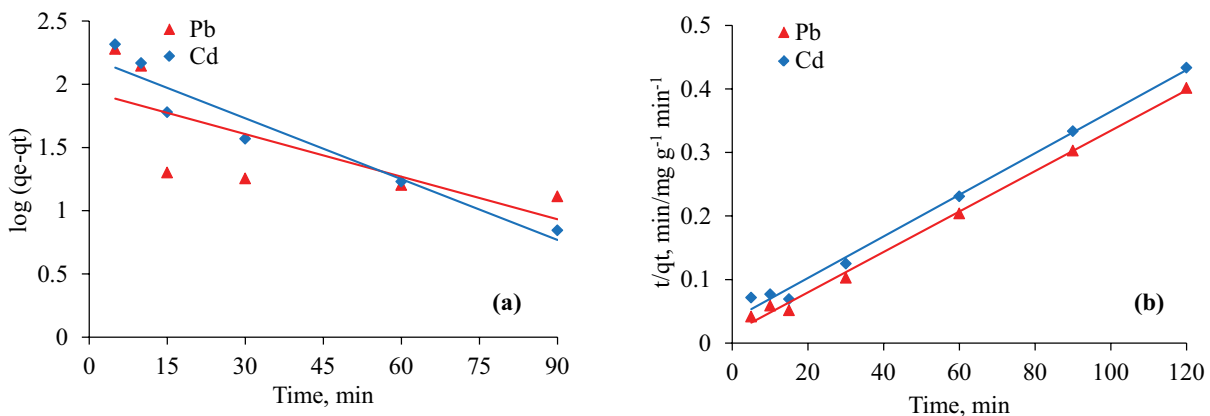 2.5
2
1.5
1
0.5
0
log (qe-qt)
Pb
Cd
(a)
0 15 30 45 60 75 90
Time, min
0.5
0.4
0.3
0.2
0.1
0
t/qt, min/mg g⁻¹ min⁻¹
Pb
Cd
(b)
0 20 40 60 80 100 120
Time, min